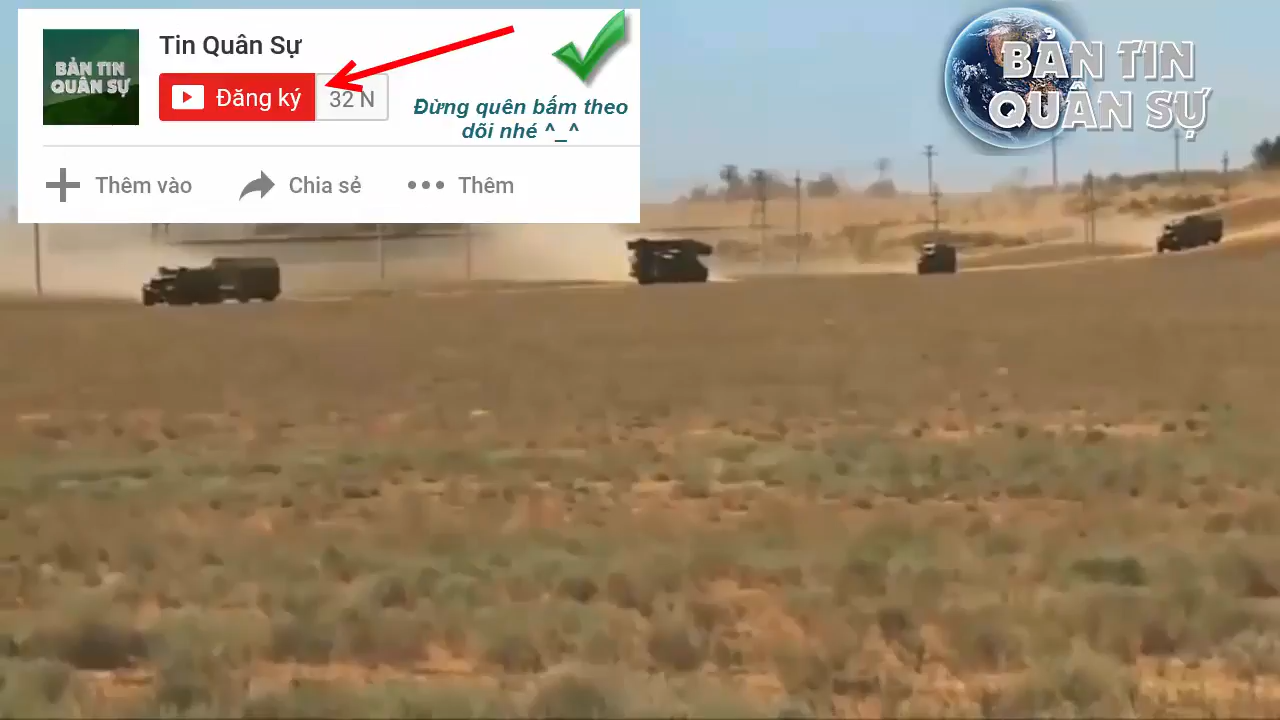 Tin Quân Sự
BẢN TIN
QUÂN SỰ
Đăng ký
32 N
Đừng quên bấm theo
dõi nhé ^_^
Thêm vào
Chia sẻ
Thêm
BẢN TIN
QUÂN SỰ